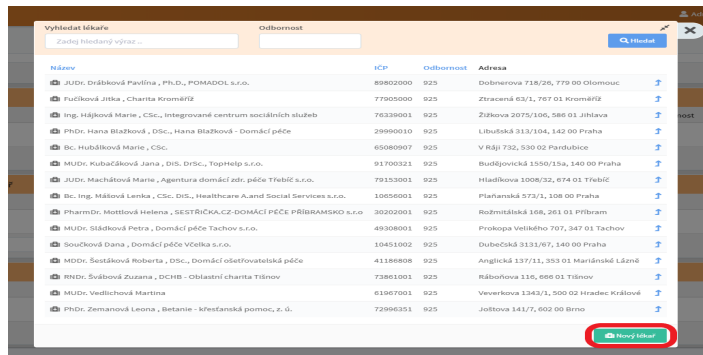 Vyhledat lékaře Odbornost
Zadej hledaný výraz .. Hledat
Název IČP Odbornost Adresa
JUDr. Drábková Pavlína , Ph.D., POMADOL s.r.o. 89802000 925 Dobnerova 718/26, 779 00 Olomouc
Fučíková Jitka , Charita Kroměříž 77905000 925 Ztracená 63/1, 767 01 Kroměříž
Ing. Hájková Marie , CSc., Integrované centrum sociálních služeb 76339001 925 Žižkova 2075/106, 586 01 Jihlava
PhDr. Hana Blažková , DSc., Hana Blažková - Domácí péče 29990010 925 Libušská 313/104, 142 00 Praha
Bc. Hubálková Marie , CSc. 65080907 925 V Ráji 732, 530 02 Pardubice
MUDr. Kubačáková Jana , DiS. DrSc., TopHelp s.r.o. 91700321 925 Budějovická 1550/15a, 140 00 Praha
JUDr. Machátová Marie , Agentura domácí zdr. péče Třebíč s.r.o. 79153001 925 Hladíkova 1008/32, 674 01 Třebíč
Bc. Ing. Mášová Lenka , CSc. DiS., Healthcare A.and Social Services s.r.o. 10656001 925 Plaňanská 573/1, 108 00 Praha
PharmDr. Mottlová Helena , SESTŘIČKA.CZ-DOMÁCÍ PÉČE PŘÍBRAMSKO s.r.o 30202001 925 Rožmitálská 168, 261 01 Příbram
MUDr. Sládková Petra , Domácí péče Tachov s.r.o. 49308001 925 Prokopa Velikého 707, 347 01 Tachov
Součková Dana , Domácí péče Včelka s.r.o. 10451002 925 Dubečská 3131/67, 140 00 Praha
MDDr. Šestáková Roberta , DSc., Domácí ošetřovatelská péče 41186808 925 Anglická 137/11, 353 01 Mariánské Lázně
RNDr. Švábová Zuzana , DCHB - Oblastní charita Tišnov 73861001 925 Ráboňova 116, 666 01 Tišnov
MUDr. Vedlichová Martina 61967001 925 Veverkova 1343/1, 500 02 Hradec Králové
PhDr. Zemanová Leona , Betanie - křesťanská pomoc, z. ú. 72996351 925 Joštova 141/7, 602 00 Brno
Nový lékař